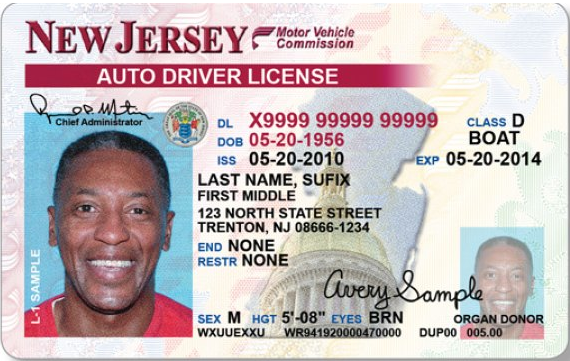 NEW JERSEY Motor Vehicle Commission
AUTO DRIVER LICENSE
Chief Administrator
DL X9999 99999 99999 CLASS D
DOB 05-20-1956 BOAT
ISS 05-20-2010 EXP 05-20-2014
LAST NAME, SUFIX
FIRST MIDDLE
123 NORTH STATE STREET
TRENTON, NJ 08666-1234
END NONE
RESTR NONE
L-1 SAMPLE
Avery Sample
SEX M HGT 5'-08" EYES BRN ORGAN DONOR
WXUUEXXU WR941920000470000 DUP00 005.00